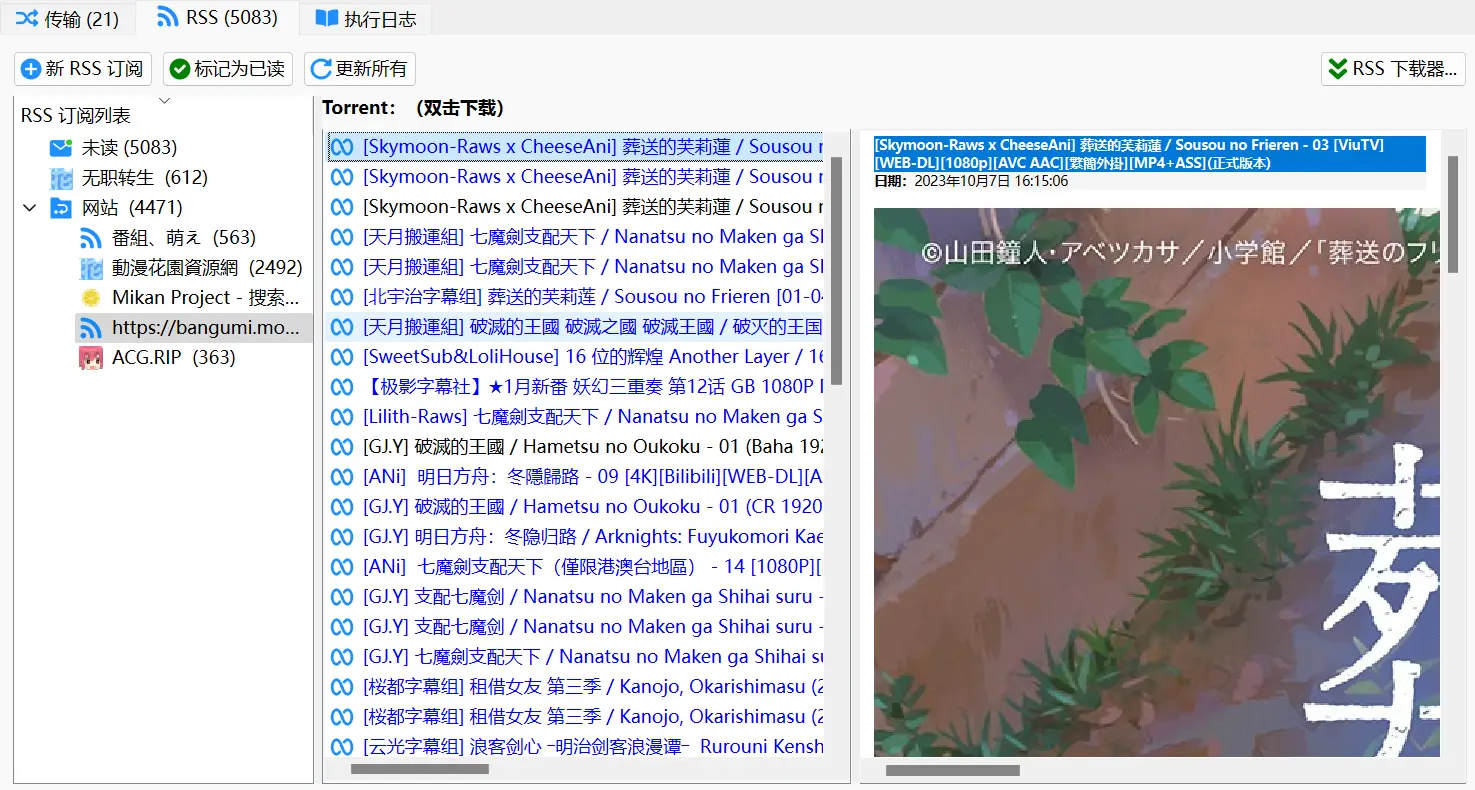 传输 (21)
RSS (5083)
执行日志
新 RSS 订阅
标记为已读
更新所有
RSS 下载器...
RSS 订阅列表
未读 (5083)
无职转生 (612)
网站 (4471)
番組、萌え (563)
動漫花園資源網 (2492)
Mikan Project - 搜索...
https://bangumi.mo...
ACG.RIP (363)
Torrent： （双击下载）
[Skymoon-Raws x CheeseAni] 葬送的芙莉蓮 / Sousou
[Skymoon-Raws x CheeseAni] 葬送的芙莉蓮 / Sousou
[Skymoon-Raws x CheeseAni] 葬送的芙莉蓮 / Sousou
[天月搬運組] 七魔劍支配天下 / Nanatsu no Maken ga
[天月搬運組] 七魔劍支配天下 / Nanatsu no Maken ga
[北宇治字幕组] 葬送的芙莉莲 / Sousou no Frieren [01-0
[天月搬運組] 破滅的王國 破滅之國 破滅王國 / 破灭的王国
[SweetSub&LoliHouse] 16 位的辉煌 Another Layer / 16
【极影字幕社】★1月新番 妖幻三重奏 第12话 GB 1080P
[Lilith-Raws] 七魔劍支配天下 / Nanatsu no Maken ga S
[GJ.Y] 破滅的王國 / Hametsu no Oukoku - 01 (Baha 192
[ANi] 明日方舟：冬隱歸路 - 09 [4K][Bilibili][WEB-DL][A
[GJ.Y] 破滅的王國 / Hametsu no Oukoku - 01 (CR 1920
[GJ.Y] 明日方舟：冬隐归路 / Arknights: Fuyukomori Kae
[ANi] 七魔劍支配天下（僅限港澳台地區） - 14 [1080P][
[GJ.Y] 支配七魔剑 / Nanatsu no Maken ga Shihai suru -
[GJ.Y] 支配七魔剑 / Nanatsu no Maken ga Shihai suru -
[GJ.Y] 七魔劍支配天下 / Nanatsu no Maken ga Shihai su
[桜都字幕组] 租借女友 第三季 / Kanojo, Okarishimasu (2
[桜都字幕组] 租借女友 第三季 / Kanojo, Okarishimasu (2
[云光字幕组] 浪客剑心 -明治剑客浪漫谭- Rurouni Kensh
[Skymoon-Raws x CheeseAni] 葬送的芙莉蓮 / Sousou no Frieren - 03 [ViuTV]
[WEB-DL][1080p][AVC AAC][繁簡外掛][MP4+ASS](正式版本)
日期：2023年10月7日 16:15:06
©山田鐘人・アベツカサ／小学館／「葬送のフリ